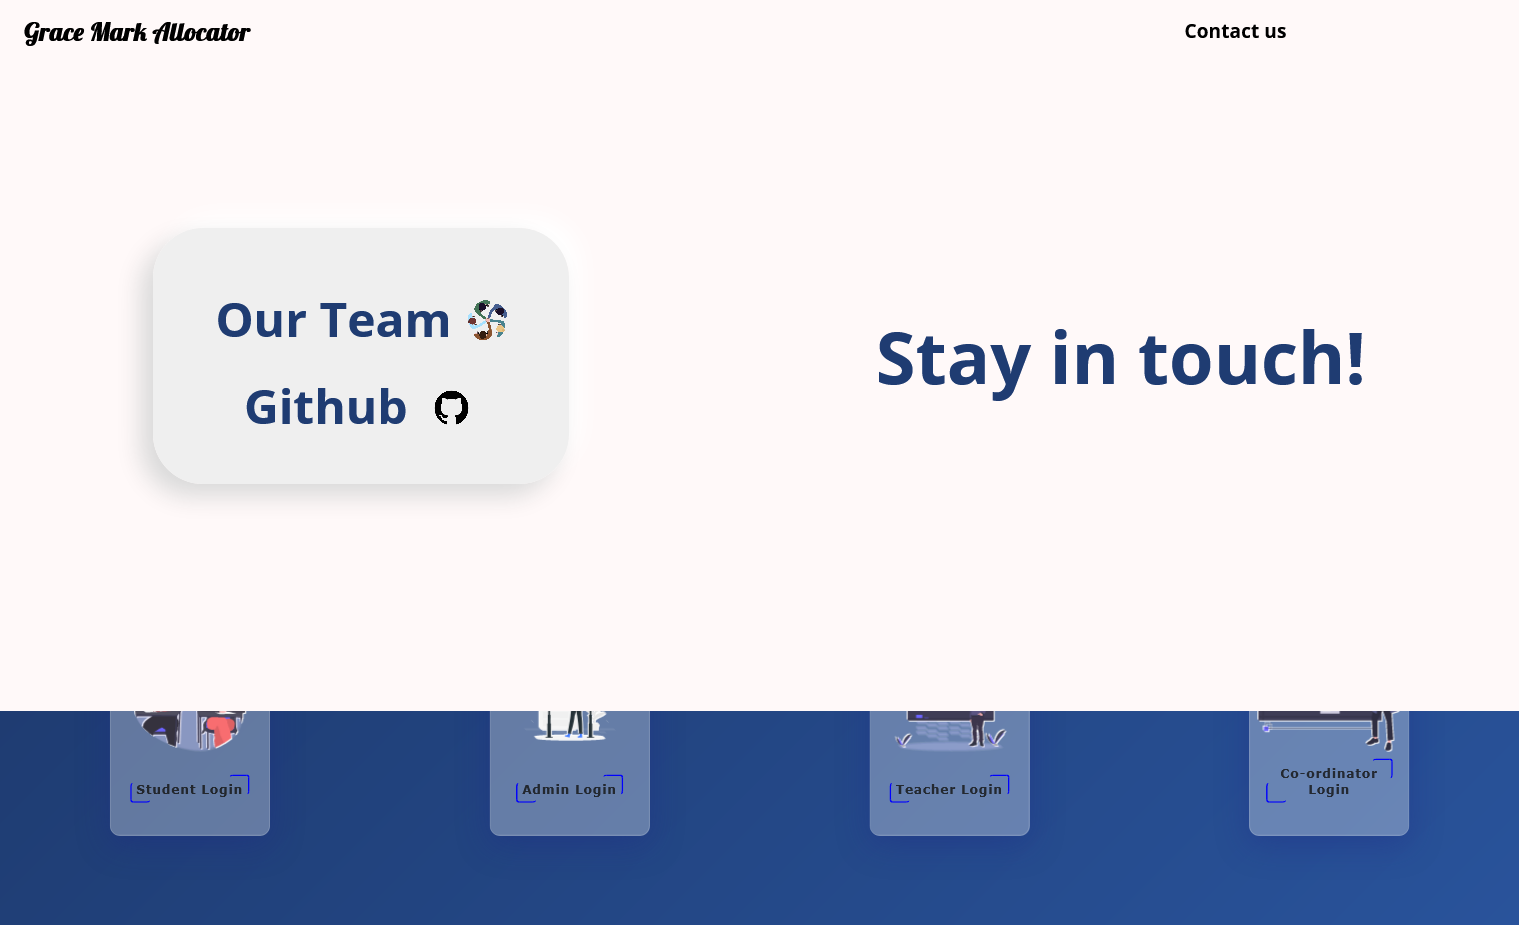 Grace Mark Allocator
Contact us
Our Team
Github
Stay in touch!
Student Login
Admin Login
Teacher Login
Co-ordinator
Login